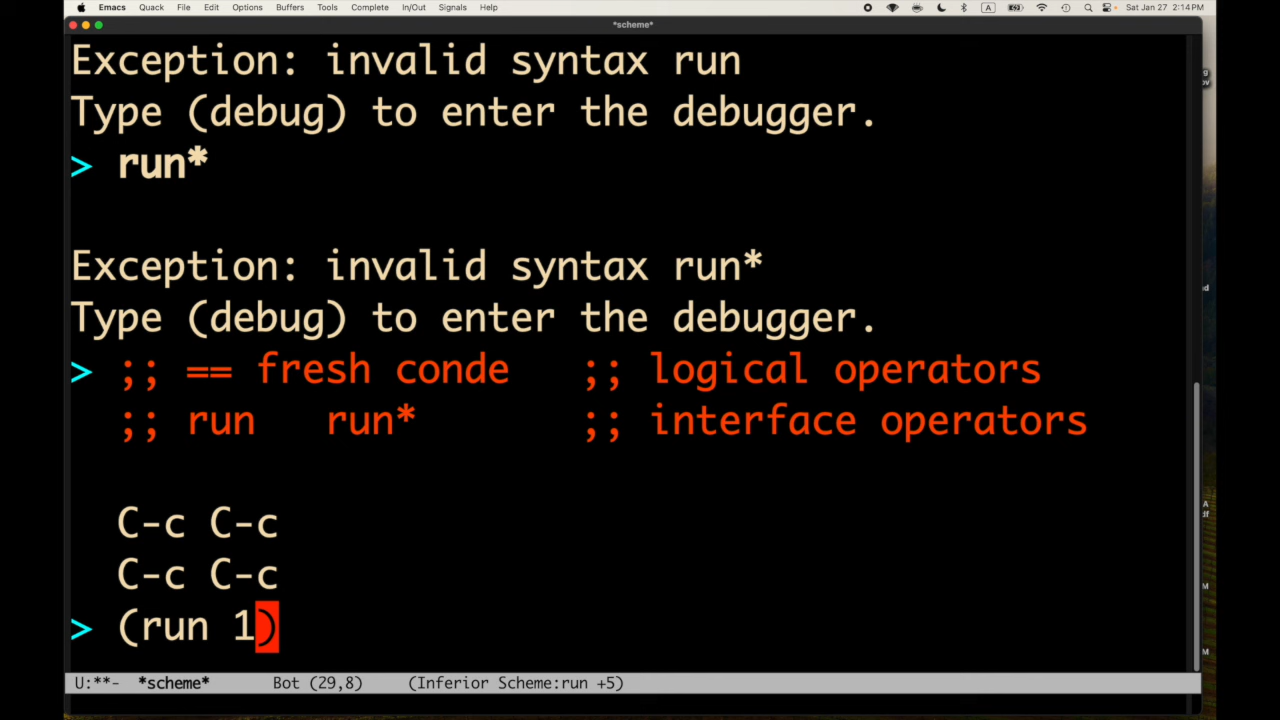 Emacs Quack File Edit Options Buffers Tools Complete In/Out Signals Help Sat Jan 27 2:14 PM
*scheme*
Exception: invalid syntax run
Type (debug) to enter the debugger.
> run*
Exception: invalid syntax run*
Type (debug) to enter the debugger.
> ;; == fresh conde ;; logical operators
;; run run* ;; interface operators
C-c C-c
C-c C-c
> (run 1)
U:**- *scheme* Bot (29,8) (Inferior Scheme:run +5)